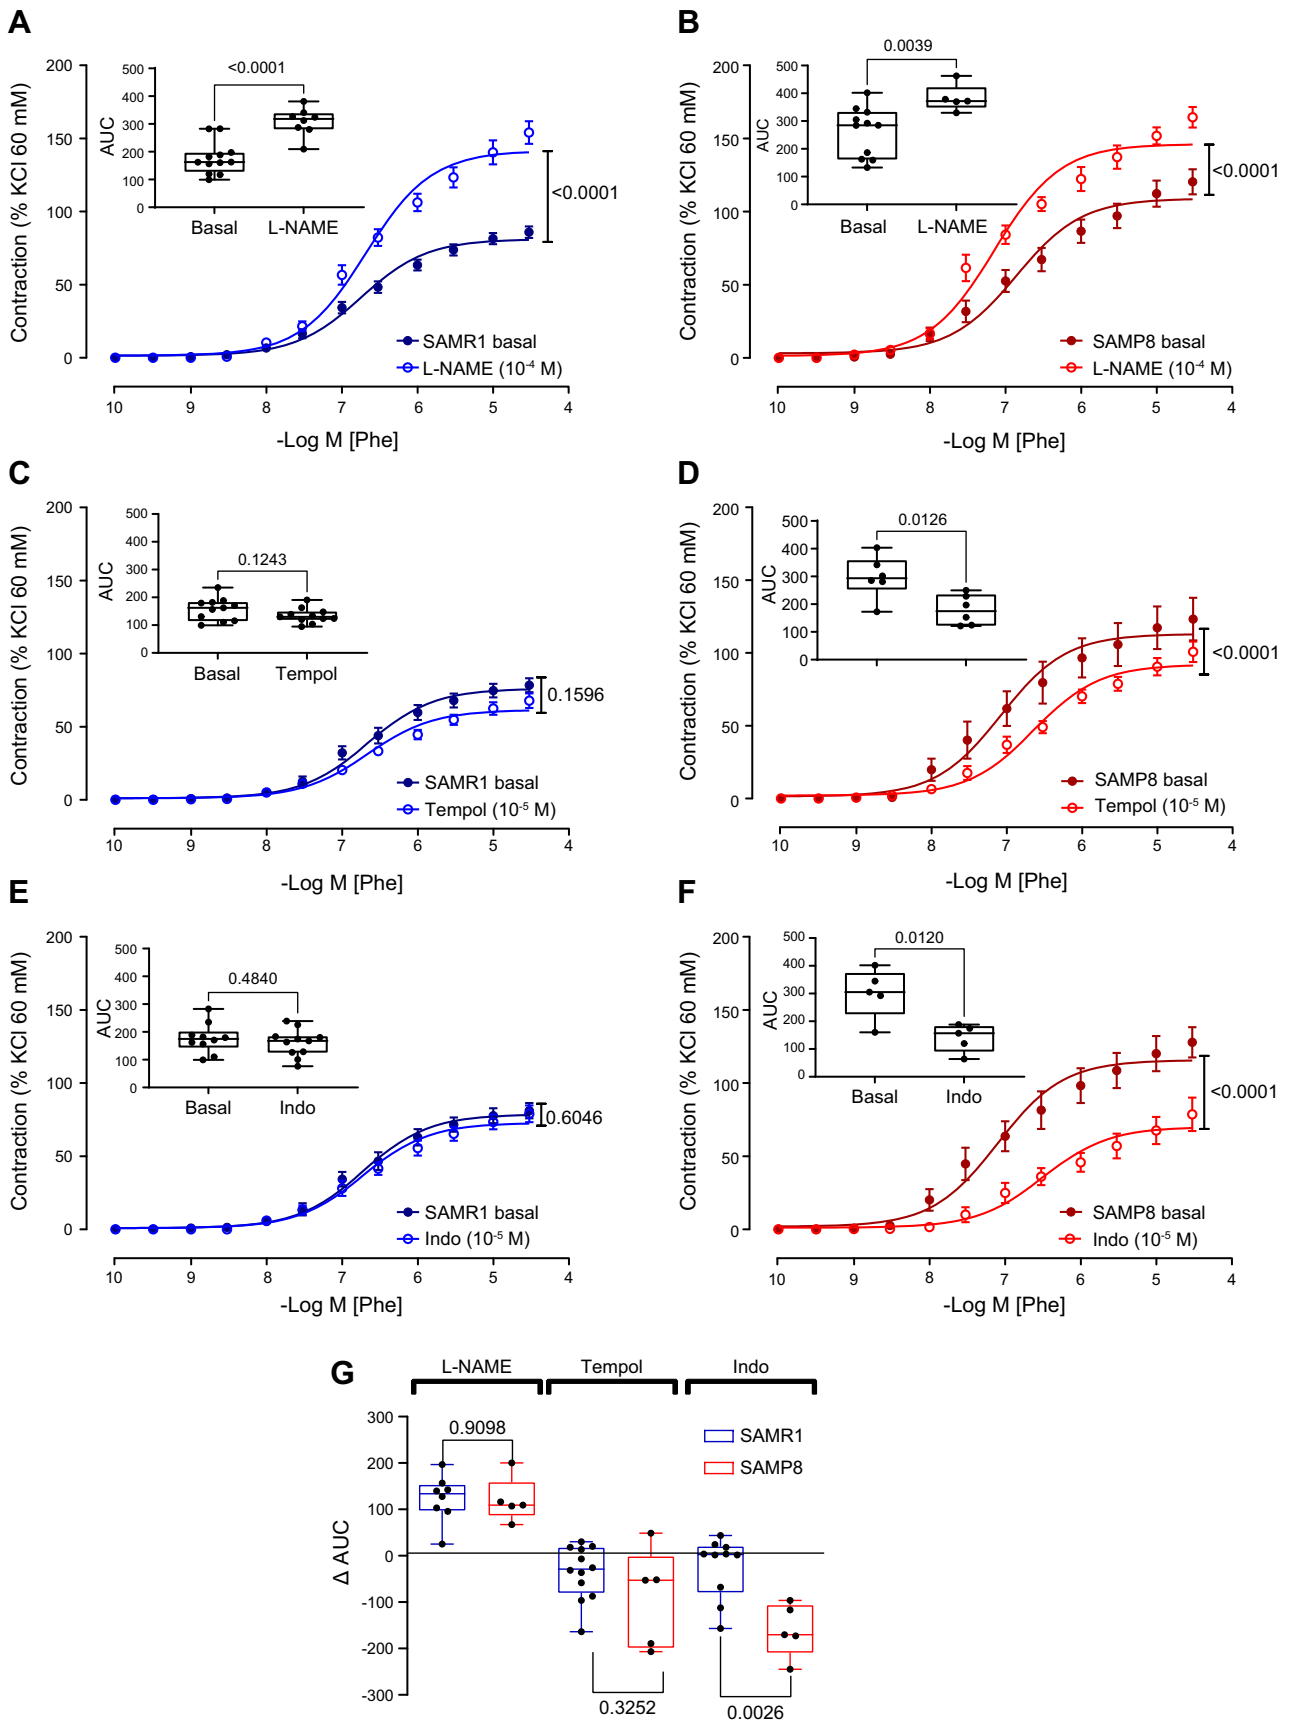 A
Contraction (% KCl 60 mM)
200
150
100
50
0
AUC
500
400
300
200
100
0
<0.0001
Basal
L-NAME
<0.0001
SAMR1 basal
L-NAME (10⁻⁴ M)
10 9 8 7 6 5 4
-Log M [Phe]
B
Contraction (% KCl 60 mM)
200
150
100
50
0
AUC
500
400
300
200
100
0
0.0039
Basal
L-NAME
<0.0001
SAMP8 basal
L-NAME (10⁻⁴ M)
10 9 8 7 6 5 4
-Log M [Phe]
C
Contraction (% KCl 60 mM)
200
150
100
50
0
AUC
500
400
300
200
100
0
0.1243
Basal
Tempol
0.1596
SAMR1 basal
Tempol (10⁻⁵ M)
10 9 8 7 6 5 4
-Log M [Phe]
D
Contraction (% KCl 60 mM)
200
150
100
50
0
AUC
500
400
300
200
100
0
0.0126
<0.0001
SAMP8 basal
Tempol (10⁻⁵ M)
10 9 8 7 6 5 4
-Log M [Phe]
E
Contraction (% KCl 60 mM)
200
150
100
50
0
AUC
500
400
300
200
100
0
0.4840
Basal
Indo
0.6046
SAMR1 basal
Indo (10⁻⁵ M)
10 9 8 7 6 5 4
-Log M [Phe]
F
Contraction (% KCl 60 mM)
200
150
100
50
0
AUC
500
400
300
200
100
0
0.0120
Basal
Indo
<0.0001
SAMP8 basal
Indo (10⁻⁵ M)
10 9 8 7 6 5 4
-Log M [Phe]
G
L-NAME
Tempol
Indo
Δ AUC
300
200
100
0
-100
-200
-300
0.9098
SAMR1
SAMP8
0.3252
0.0026